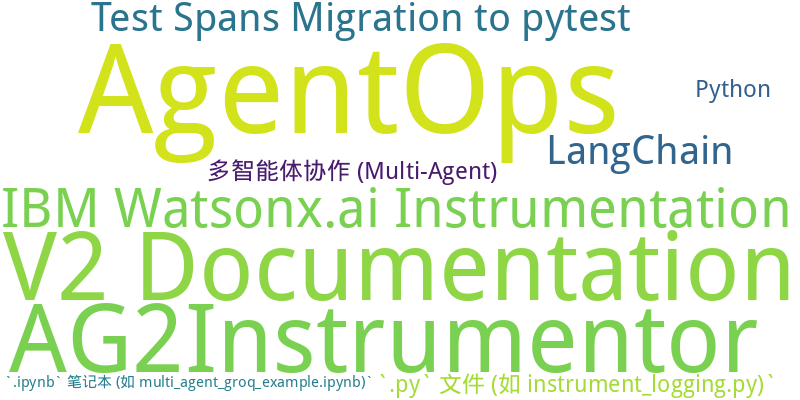 Test Spans Migration to pytest
AgentOps
Python
LangChain
多智能体协作 (Multi-Agent)
IBM Watsonx.ai Instrumentation
V2 Documentation
AG2Instrumentor
`.ipynb` 笔记本 (如 multi_agent_groq_example.ipynb)`
`.py` 文件 (如 instrument_logging.py)`